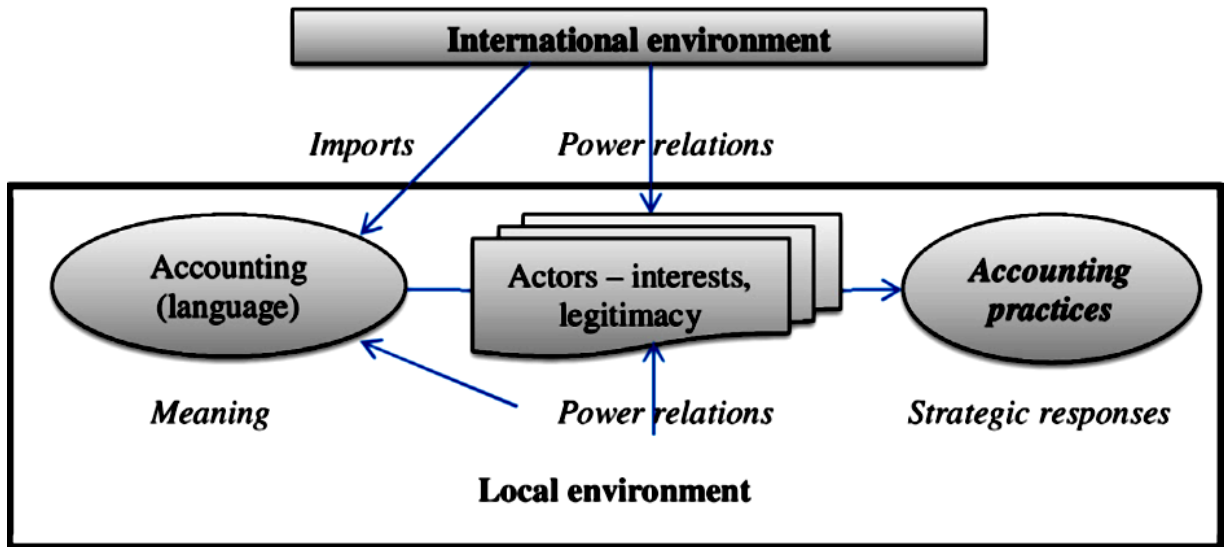 International environment
Imports
Power relations
Accounting
(language)
Actors – interests,
legitimacy
Accounting
practices
Meaning
Power relations
Strategic responses
Local environment